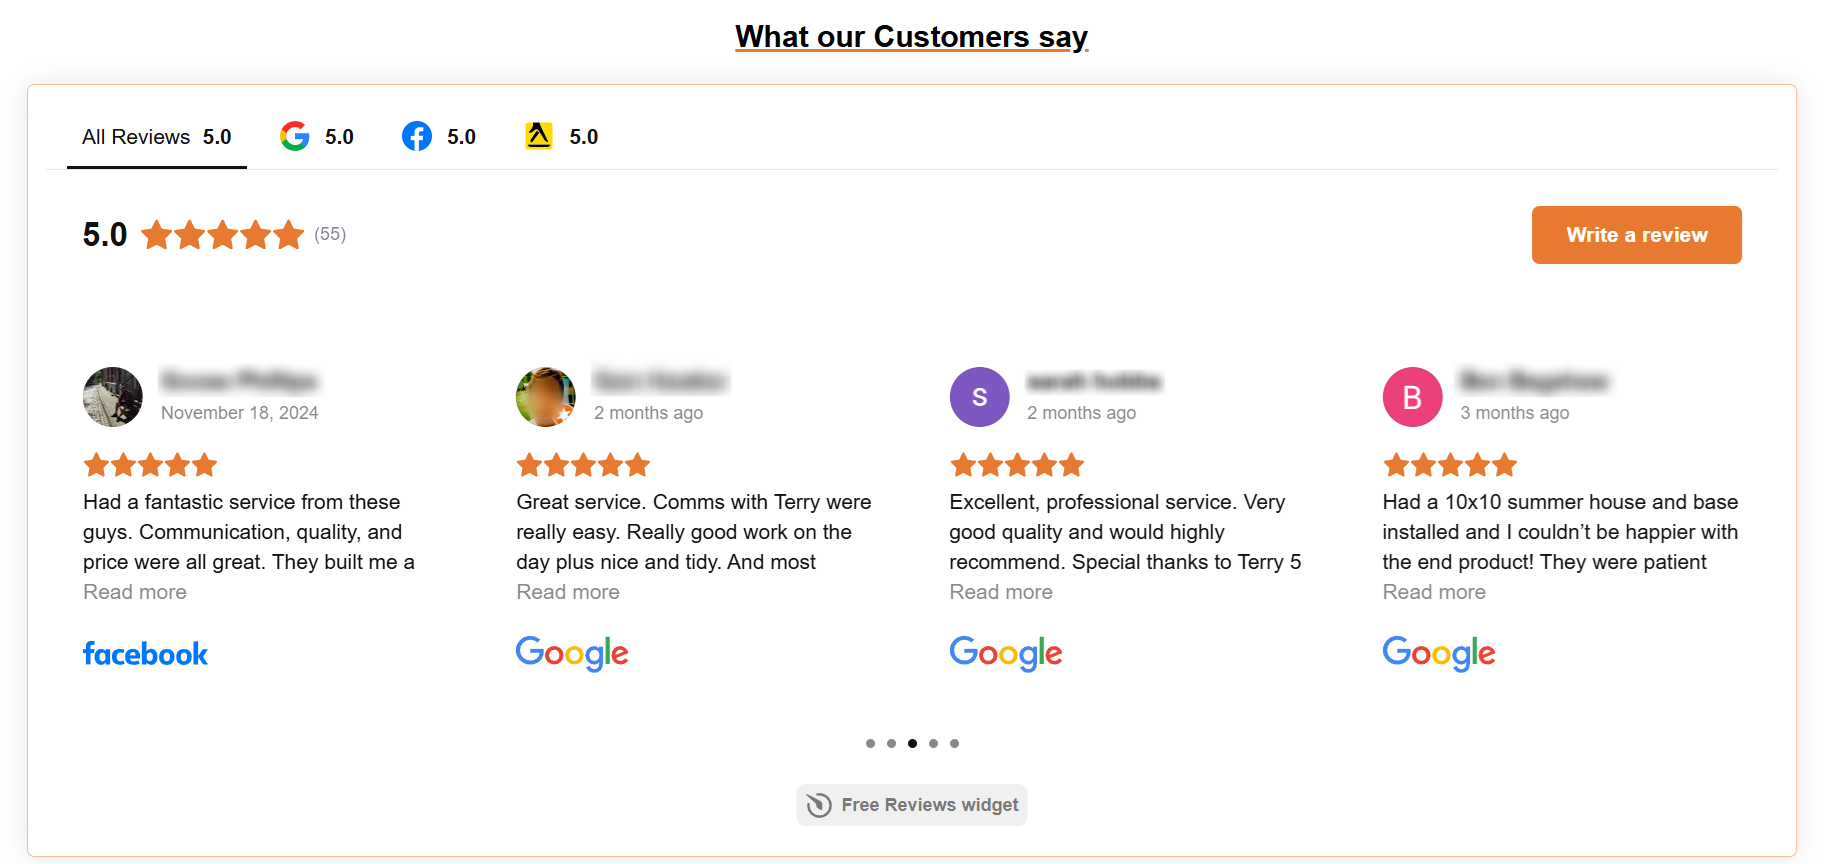 What our Customers say
All Reviews 5.0 5.0 5.0 5.0
5.0 (55)
Write a review
November 18, 2024
Had a fantastic service from these
guys. Communication, quality, and
price were all great. They built me a
Read more
facebook
2 months ago
Great service. Comms with Terry were
really easy. Really good work on the
day plus nice and tidy. And most
Read more
Google
S
2 months ago
Excellent, professional service. Very
good quality and would highly
recommend. Special thanks to Terry 5
Read more
Google
B
3 months ago
Had a 10x10 summer house and base
installed and I couldn’t be happier with
the end product! They were patient
Read more
Google
Free Reviews widget